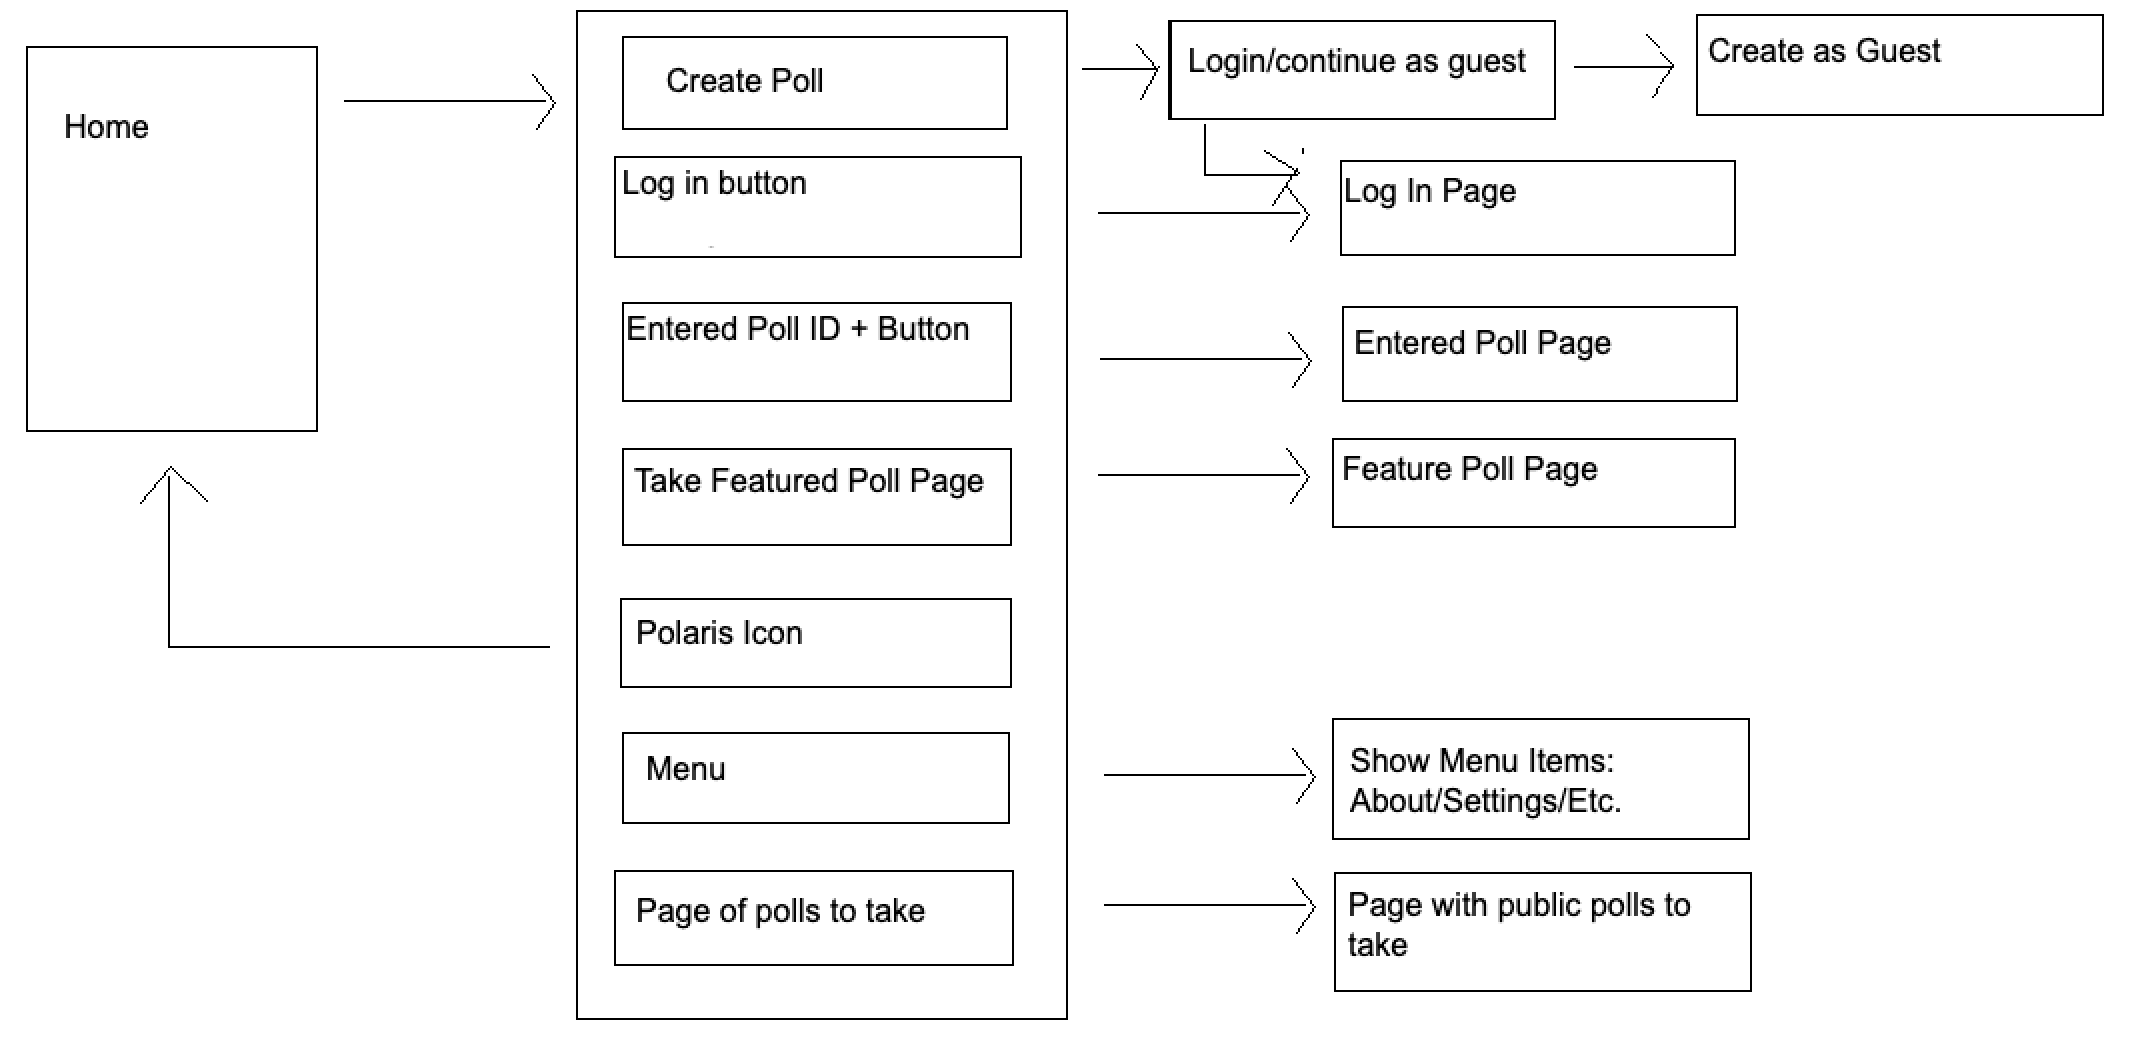 Home
Create Poll
Log in button
Entered Poll ID + Button
Take Featured Poll Page
Polaris Icon
Menu
Page of polls to take
Login/continue as guest
Create as Guest
Log In Page
Entered Poll Page
Feature Poll Page
Show Menu Items:
About/Settings/Etc.
Page with public polls to
take